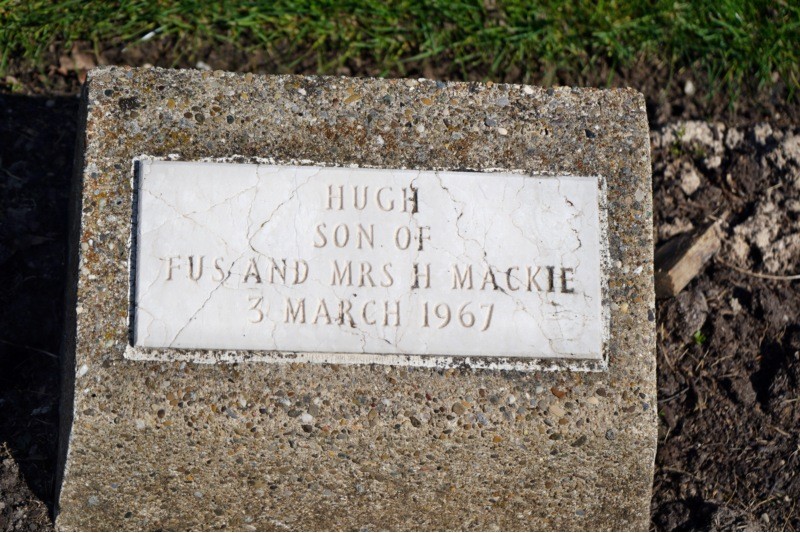 HUGH
SON OF
FUS AND MRS H MACKIE
3 MARCH 1967